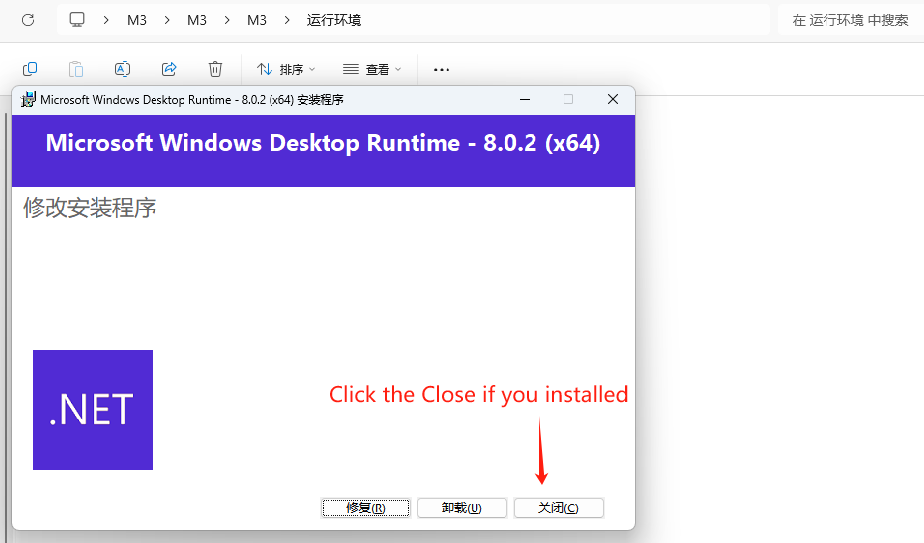 M3 M3 M3 运行环境
在 运行环境 中搜索
排序 查看
Microsoft Windows Desktop Runtime - 8.0.2 (x64) 安装程序
Microsoft Windows Desktop Runtime - 8.0.2 (x64)
修改安装程序
Click the Close if you installed
.NET
修复(R) 卸载(U) 关闭(C)